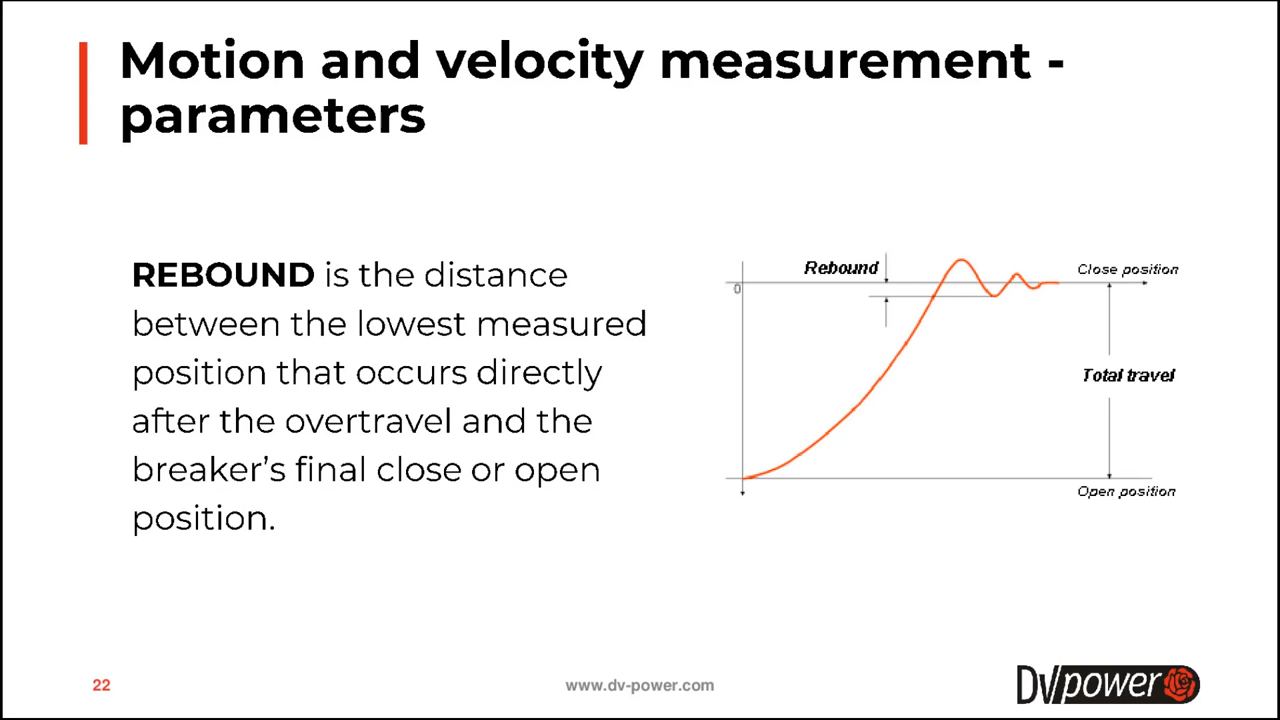 Motion and velocity measurement -
parameters
REBOUND is the distance
between the lowest measured
position that occurs directly
after the overtravel and the
breaker’s final close or open
position.
Rebound
Close position
0
Total travel
Open position
22
www.dv-power.com
DV power